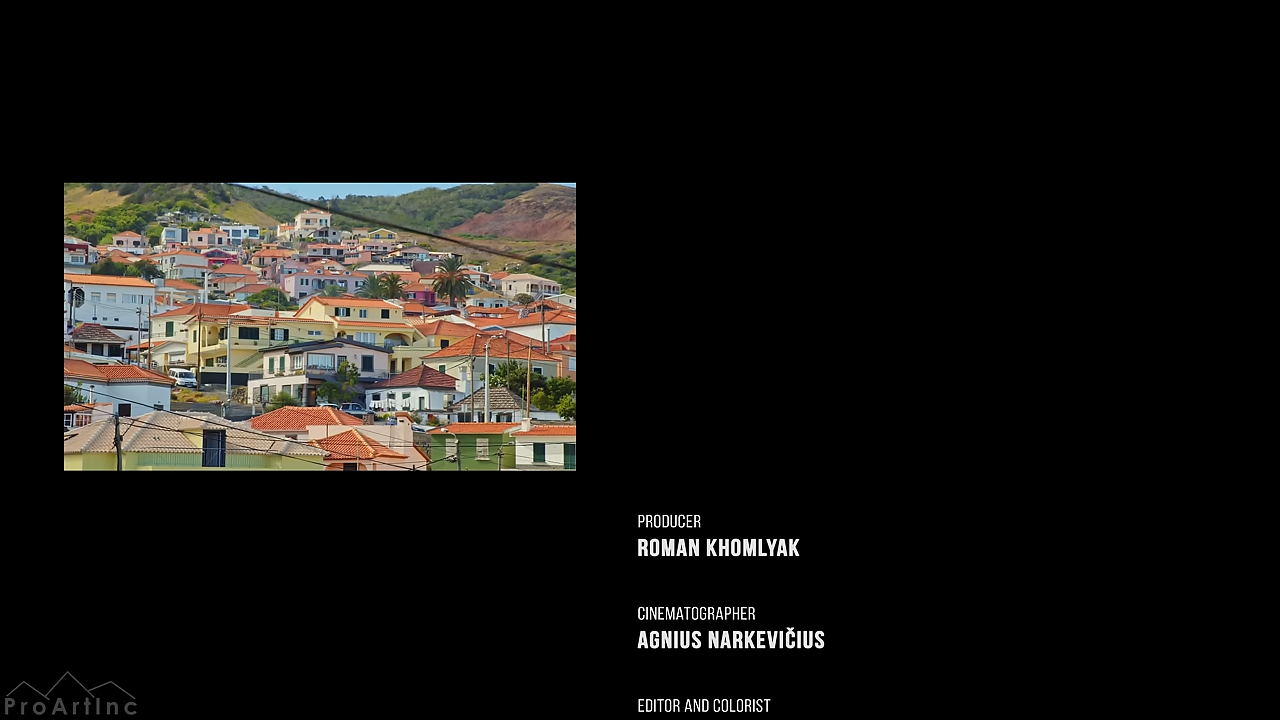 PRODUCER
ROMAN KHOMLYAK
CINEMATOGRAPHER
AGNIUS NARKEVIČIUS
EDITOR AND COLORIST
ProArtInc